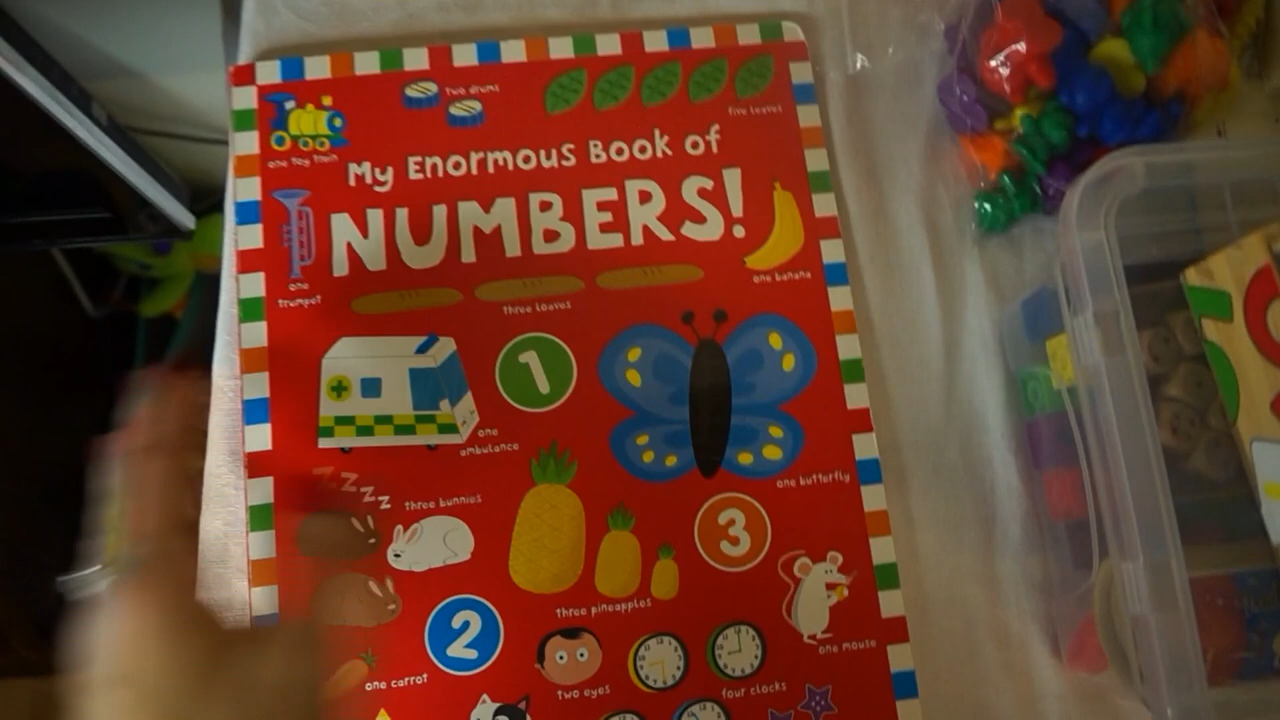 two drums
five leaves
one toy train
My Enormous Book of
NUMBERS!
one
trumpet
one banana
three loaves
1
one
ambulance
one butterfly
zzzz
three bunnies
3
three pineapples
2
one mouse
one carrot
two eyes
four clocks